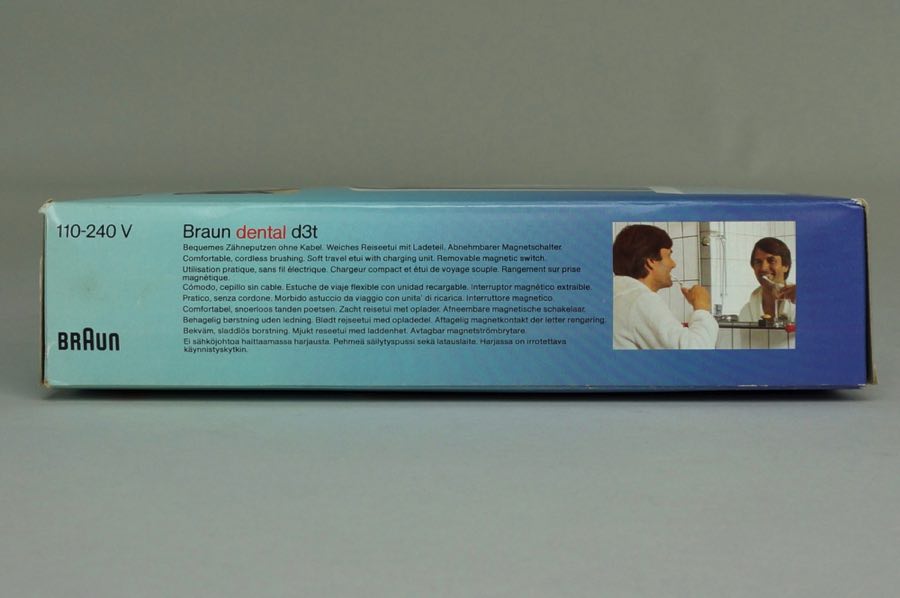 110-240 V
BRAUN
Braun dental d3t
Bequemes Zähneputzen ohne Kabel. Weiches Reiseetui mit Ladeteil. Abnehmbarer Magnetschalter.
Comfortable, cordless brushing. Soft travel etui with charging unit. Removable magnetic switch.
Utilisation pratique, sans fil électrique. Chargeur compact et étui de voyage souple. Rangement sur prise
magnétique.
Cómodo, cepillo sin cable. Estuche de viaje flexible con unidad recargable. Interruptor magnético extraible.
Pratico, senza cordone. Morbido astuccio da viaggio con unita' di ricarica. Interruttore magnetico.
Comfortabel, snoerloos tanden poetsen. Zacht reisetui met oplader. Afneembare magnetische schakelaar.
Behagelig børstning uden ledning. Blødt rejseetui med opladedel. Aftagelig magnetkontakt der letter rengøring.
Bekväm, sladdlös borstning. Mjukt reseetui med laddenhet. Avtagbar magnetströmbrytare.
Ei sähköjohtoa haittaamassa harjausta. Pehmeä säilytyspussi sekä latauslaite. Harjassa on irrotettava
käynnistyskytkin.